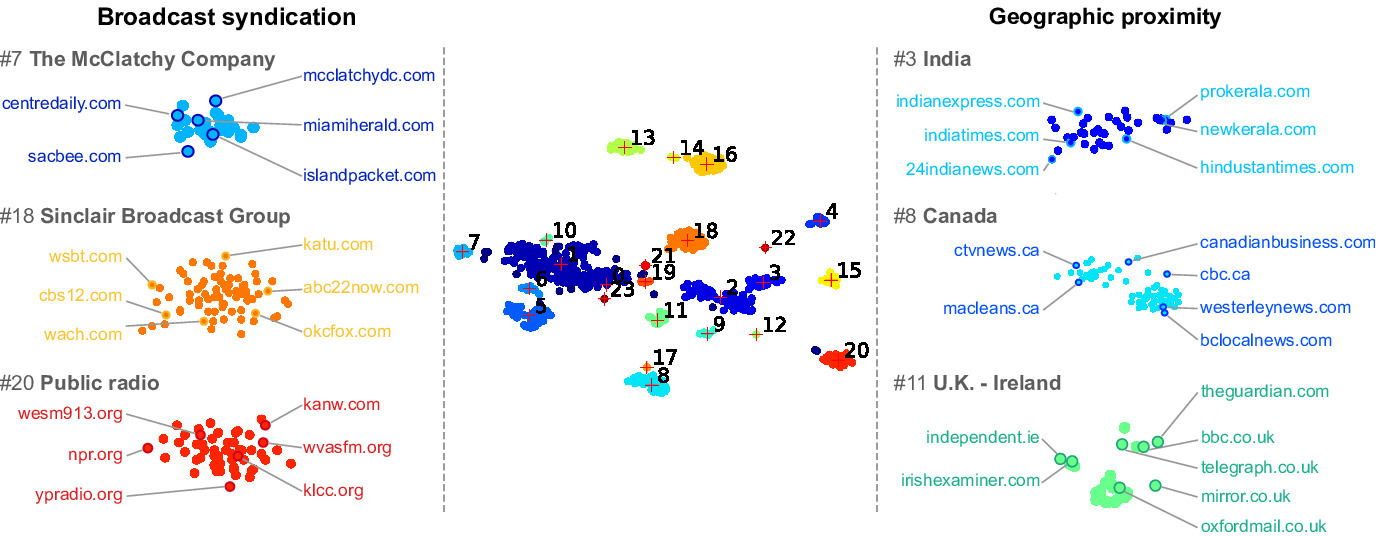 Broadcast syndication
#7 The McClatchy Company
mcclatchydc.com
centredaily.com
miamiherald.com
sacbee.com
islandpacket.com
#18 Sinclair Broadcast Group
katu.com
wsbt.com
abc22now.com
cbs12.com
okcfox.com
wach.com
#20 Public radio
kanw.com
wesm913.org
wvasfm.org
npr.org
klcc.org
ypradio.org
13
14
16
4
7
10
18
22
1
21
6
0
19
3
15
23
2
5
11
9
12
17
20
8
Geographic proximity
#3 India
prokerala.com
indianexpress.com
newkerala.com
indiatimes.com
24indianews.com
hindustantimes.com
#8 Canada
canadianbusiness.com
ctvnews.ca
cbc.ca
macleans.ca
westerleynews.com
bclocalnews.com
#11 U.K. - Ireland
theguardian.com
independent.ie
bbc.co.uk
telegraph.co.uk
irishexaminer.com
mirror.co.uk
oxfordmail.co.uk